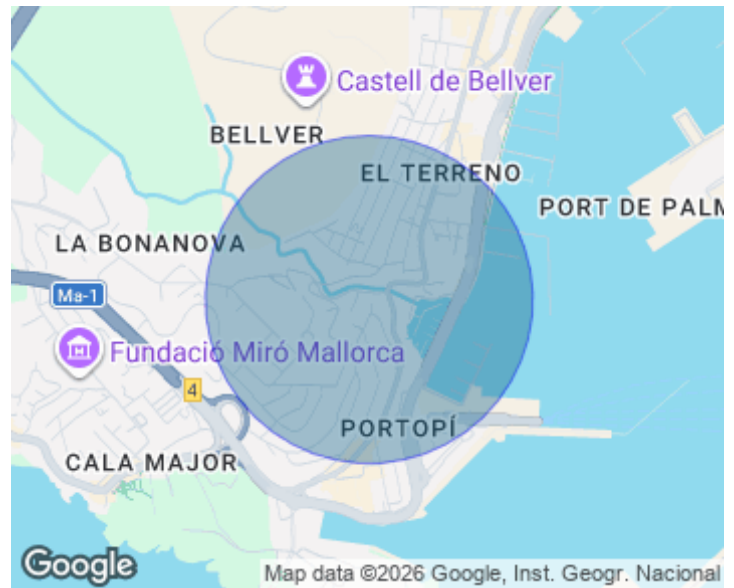 Castell de Bellver
BELLVER
EL TERRENO
PORT DE PALM
LA BONANOVA
Ma-1
Fundació Miró Mallorca
4
PORTOPÍ
CALA MAJOR
Google
Map data ©2026 Google, Inst. Geogr. Nacional